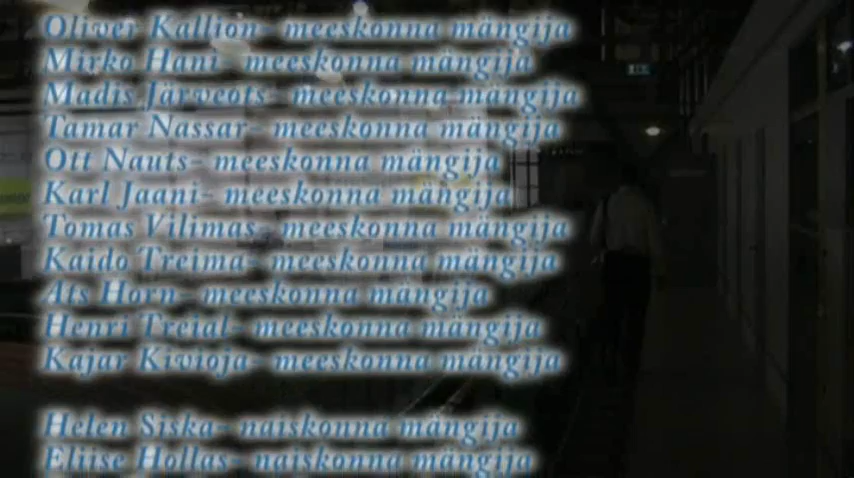 Oliver Kallion- meeskonna mängija
Mirko Hani- meeskonna mängija
Madis Järveots- meeskonna mängija
Tamar Nassar- meeskonna mängija
Ott Nauts- meeskonna mängija
Karl Jaani- meeskonna mängija
Tomas Vilimas- meeskonna mängija
Kaido Treima- meeskonna mängija
Ats Horn- meeskonna mängija
Henri Treial- meeskonna mängija
Kajar Kivioja- meeskonna mängija
Helen Siska- naiskonna mängija
Eliise Hollas- naiskonna mängija